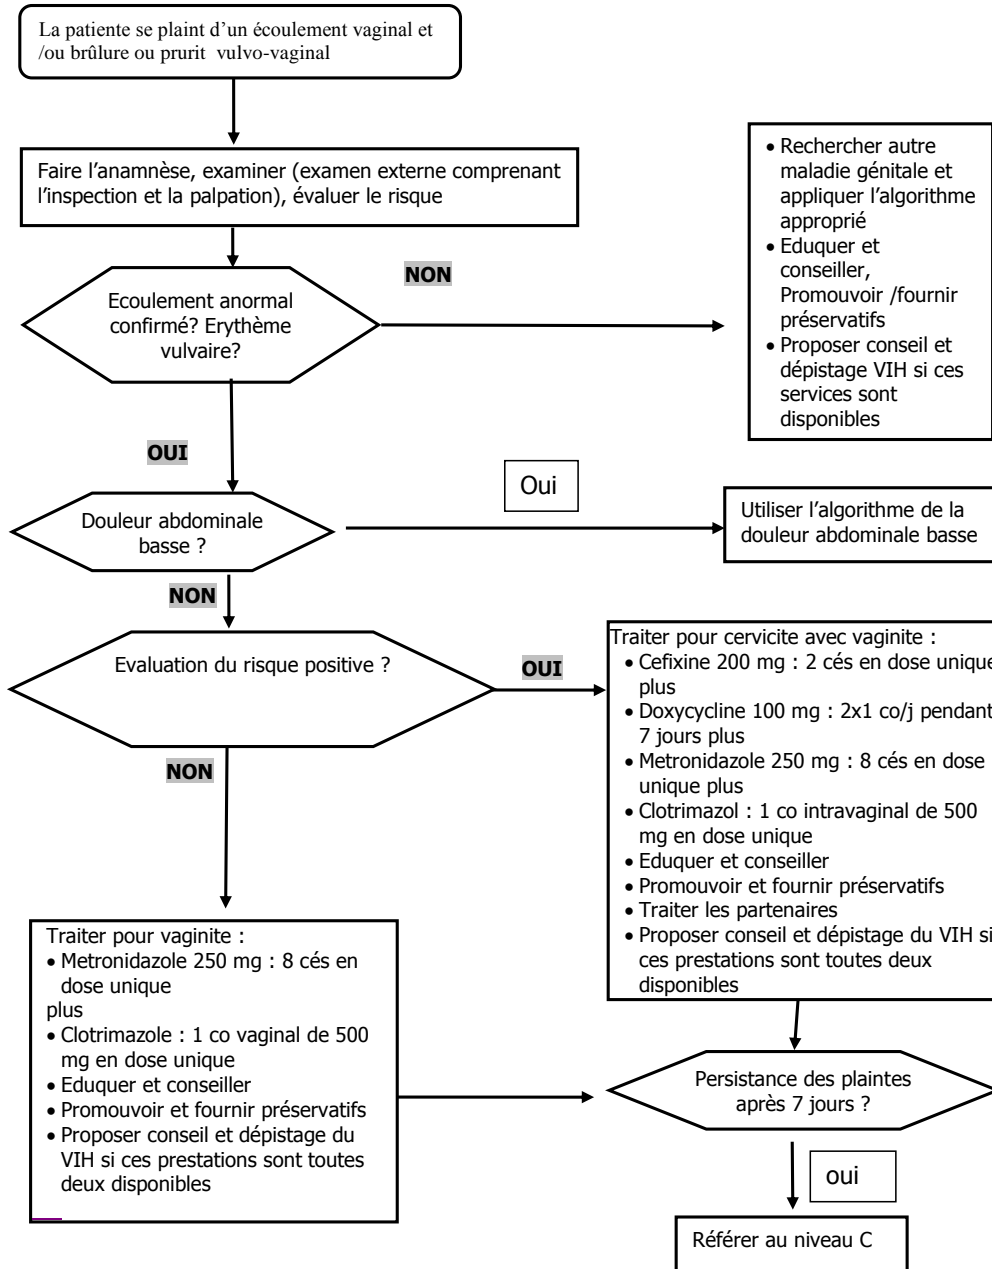 La patiente se plaint d'un écoulement vaginal et
/ou brûlure ou prurit vulvo-vaginal
Faire l'anamnèse, examiner (examen externe comprenant
l'inspection et la palpation), évaluer le risque
NON
• Rechercher autre
maladie génitale et
appliquer l'algorithme
approprié
• Eduquer et
conseiller,
Promouvoir /fournir
préservatifs
• Proposer conseil et
dépistage VIH si ces
services sont
disponibles
Ecoulement anormal
confirmé? Erythème
vulvaire?
OUI
Oui
Douleur abdominale
basse ?
Utiliser l'algorithme de la
douleur abdominale basse
NON
Evaluation du risque positive ?
OUI
Traiter pour cervicite avec vaginite :
• Cefixine 200 mg : 2 cés en dose unique
plus
• Doxycycline 100 mg : 2x1 co/j pendant
7 jours plus
• Metronidazole 250 mg : 8 cés en dose
unique plus
• Clotrimazol : 1 co intravaginal de 500
mg en dose unique
• Eduquer et conseiller
• Promouvoir et fournir préservatifs
• Traiter les partenaires
• Proposer conseil et dépistage du VIH si
ces prestations sont toutes deux
disponibles
NON
Traiter pour vaginite :
• Metronidazole 250 mg : 8 cés en
dose unique
plus
• Clotrimazole : 1 co vaginal de 500
mg en dose unique
• Eduquer et conseiller
• Promouvoir et fournir préservatifs
• Proposer conseil et dépistage du
VIH si ces prestations sont toutes
deux disponibles
Persistance des plaintes
après 7 jours ?
oui
Référer au niveau C